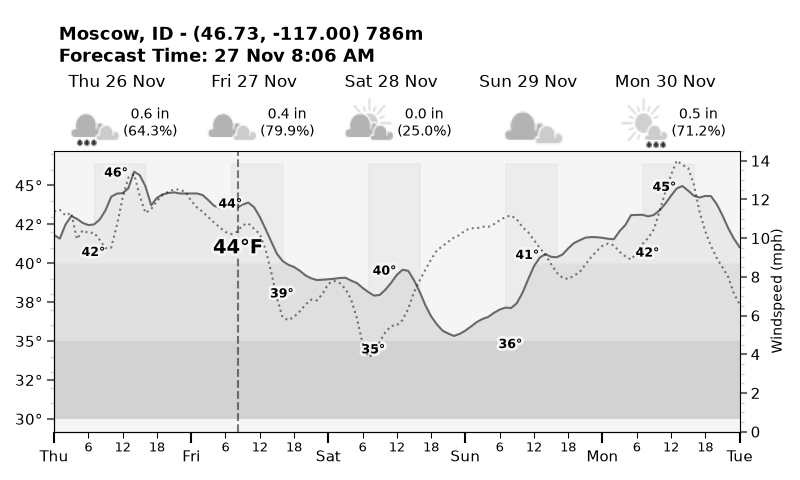 Moscow, ID - (46.73, -117.00) 786m
Forecast Time: 27 Nov 8:06 AM
Thu 26 Nov Fri 27 Nov Sat 28 Nov Sun 29 Nov Mon 30 Nov
0.6 in 0.4 in 0.0 in 0.5 in
(64.3%) (79.9%) (25.0%) (71.2%)
45° 42° 40° 38° 35° 32° 30°
46° 42° 44° 44°F 39° 40° 35° 41° 36° 45° 42°
14 12 10 8 6 4 2 0
Windspeed (mph)
6 12 18 6 12 18 6 12 18 6 12 18 6 12 18
Thu Fri Sat Sun Mon Tue